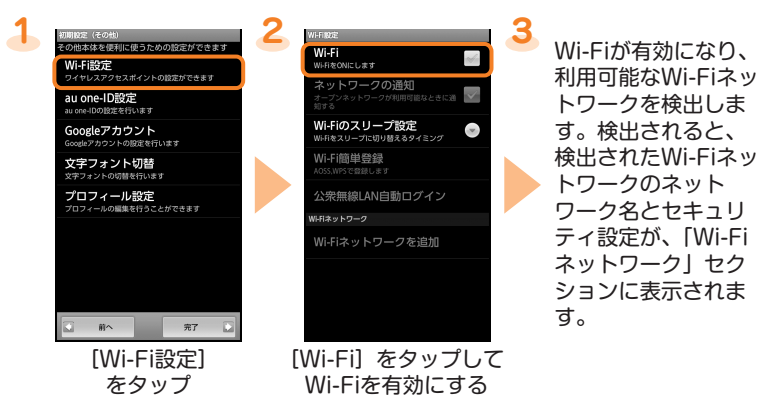 1
初期設定（その他）
その他本体を便利に使うための設定ができます
Wi-Fi設定
ワイヤレスアクセスポイントの設定ができます
au one-ID設定
au one-IDの設定を行います
Googleアカウント
Googleアカウントの設定を行います
文字フォント切替
文字フォントの切替を行います
プロフィール設定
プロフィールの編集を行うことができます
前へ
完了
[Wi-Fi設定]
をタップ
2
Wi-Fi設定
Wi-Fi
Wi-FiをONにします
ネットワークの通知
オープンネットワークが利用可能なときに通
知する
Wi-Fiのスリープ設定
Wi-Fiをスリープに切り替えるタイミング
Wi-Fi簡単登録
AOSS,WPSで登録します
公衆無線LAN自動ログイン
Wi-Fiネットワーク
Wi-Fiネットワークを追加
[Wi-Fi] をタップして
Wi-Fiを有効にする
3
Wi-Fiが有効になり、
利用可能なWi-Fiネッ
トワークを検出しま
す。検出されると、
検出されたWi-Fiネッ
トワークのネット
ワーク名とセキュリ
ティ設定が、「Wi-Fi
ネットワーク」セク
ションに表示されま
す。